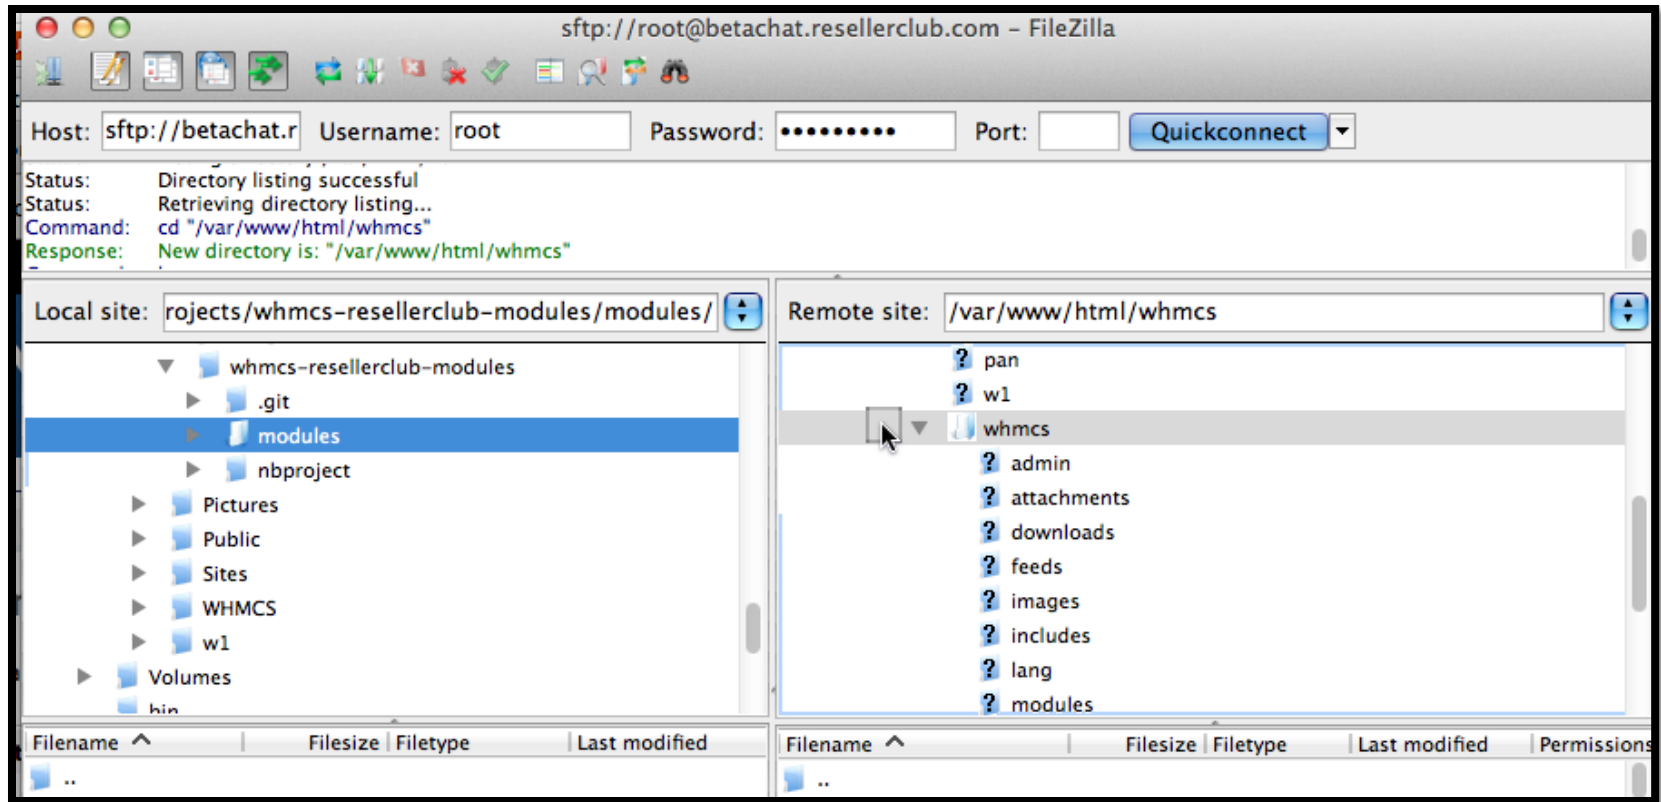 sftp://root@betachat.resellerclub.com – FileZilla
Host: sftp://betachat.r Username: root Password: ••••••••• Port: Quickconnect
Status: Directory listing successful
Status: Retrieving directory listing...
Command: cd "/var/www/html/whmcs"
Response: New directory is: "/var/www/html/whmcs"
Local site: rojects/whmcs-resellerclub-modules/modules/
whmcs-resellerclub-modules
.git
modules
nbproject
Pictures
Public
Sites
WHMCS
w1
Volumes
bin
Filename Filesize Filetype Last modified
..
Remote site: /var/www/html/whmcs
pan
w1
whmcs
admin
attachments
downloads
feeds
images
includes
lang
modules
Filename Filesize Filetype Last modified Permissions
..